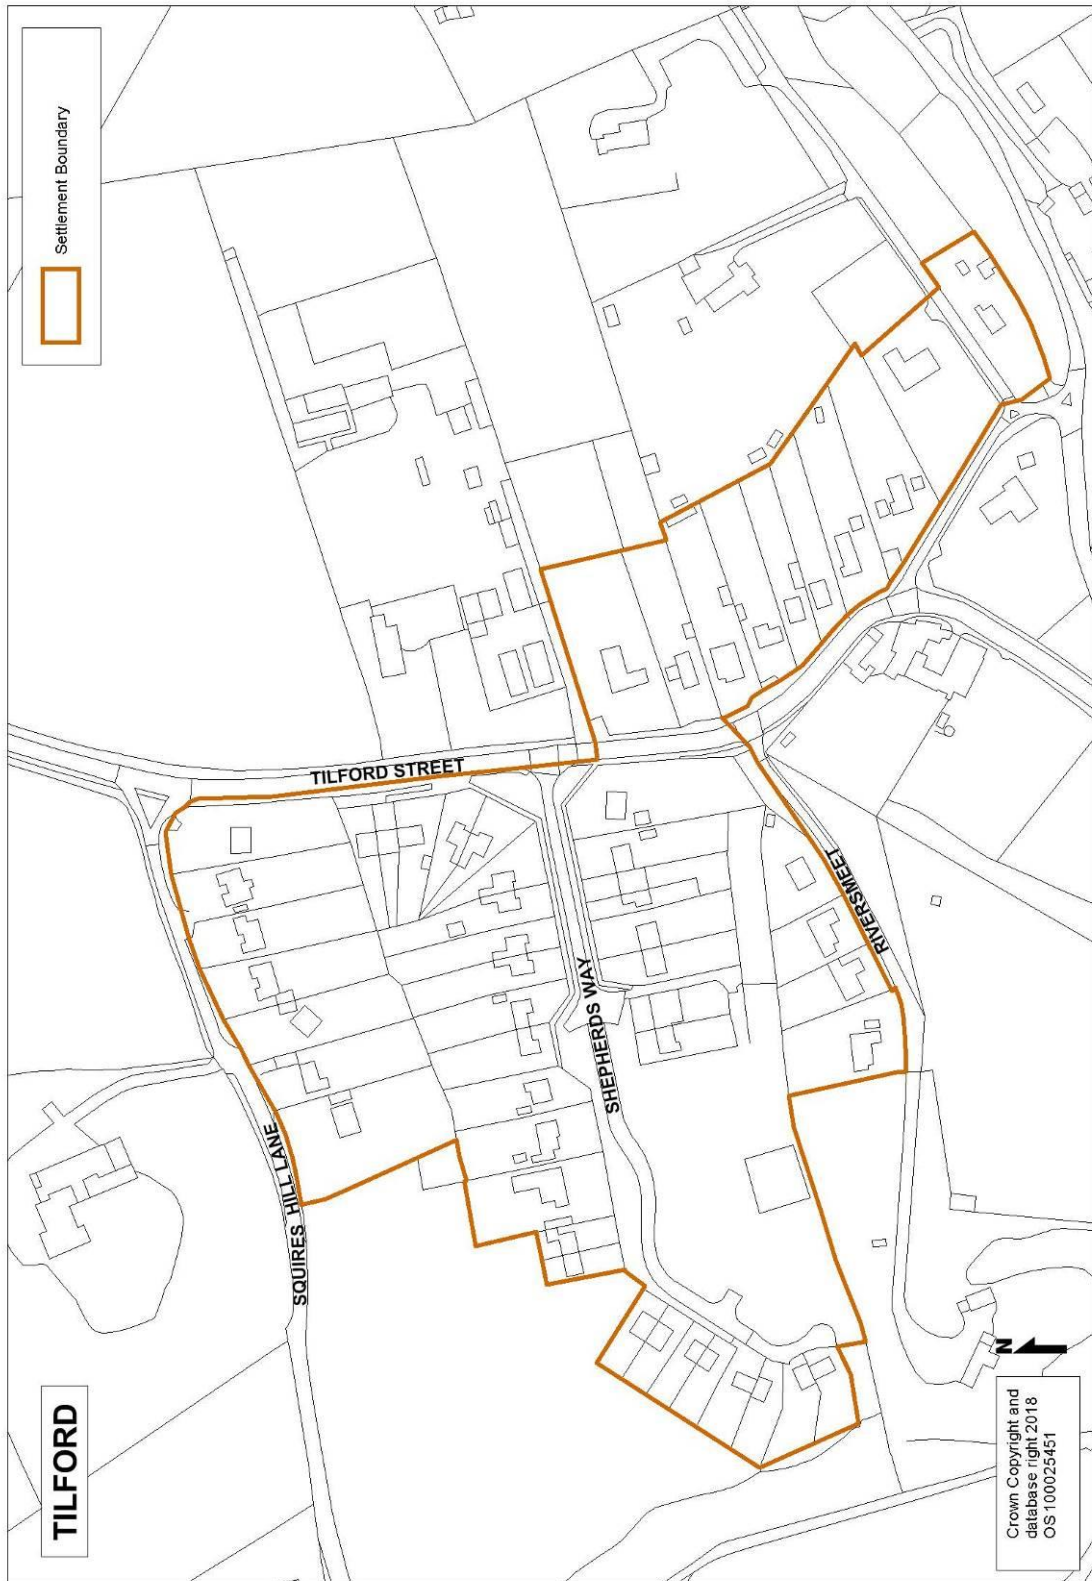 TILFORD
Settlement Boundary
SQUIRES HILL LANE
TILFORD STREET
SHEPHERDS WAY
RIVERSMEET
N
Crown Copyright and
database right 2018
OS 100025451